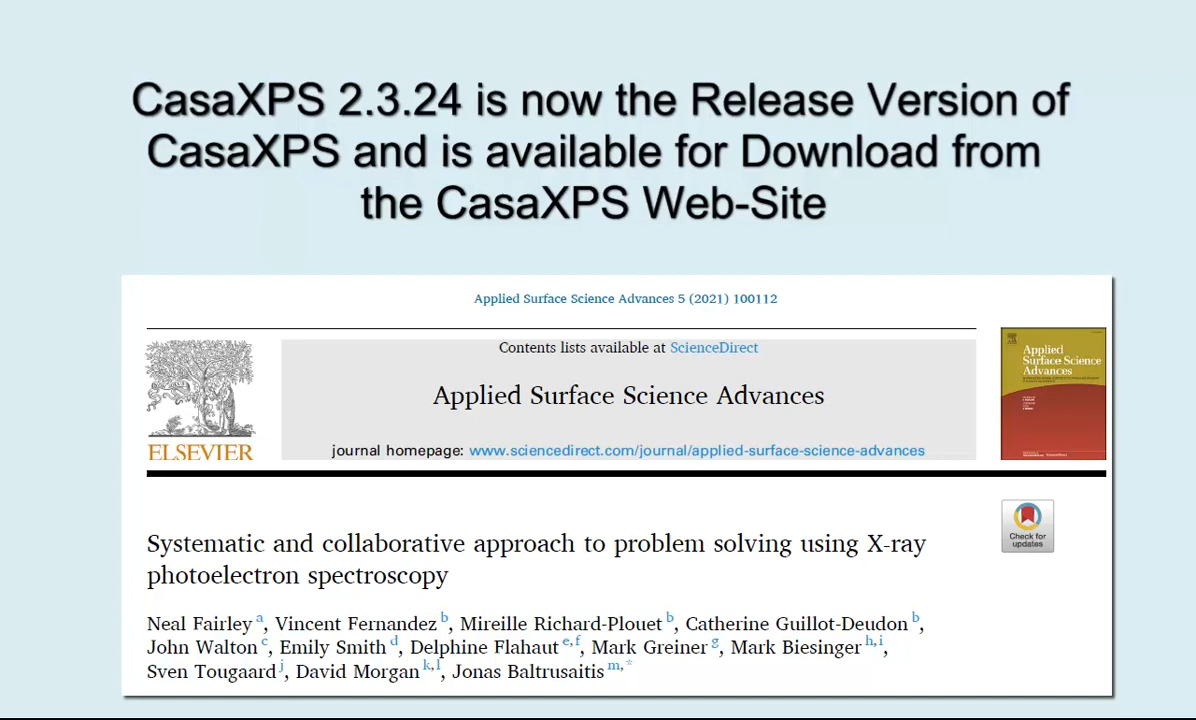 CasaXPS 2.3.24 is now the Release Version of
CasaXPS and is available for Download from
the CasaXPS Web-Site
Applied Surface Science Advances 5 (2021) 100112
Contents lists available at ScienceDirect
Applied Surface Science Advances
journal homepage: www.sciencedirect.com/journal/applied-surface-science-advances
ELSEVIER
Applied
Surface Science
Advances
Check for
updates
Systematic and collaborative approach to problem solving using X-ray
photoelectron spectroscopy
Neal Fairley a, Vincent Fernandez b, Mireille Richard-Plouet b, Catherine Guillot-Deudon b,
John Walton c, Emily Smith d, Delphine Flahaut e,f, Mark Greiner g, Mark Biesinger h,i,
Sven Tougaard j, David Morgan k,l, Jonas Baltrusaitis m,*